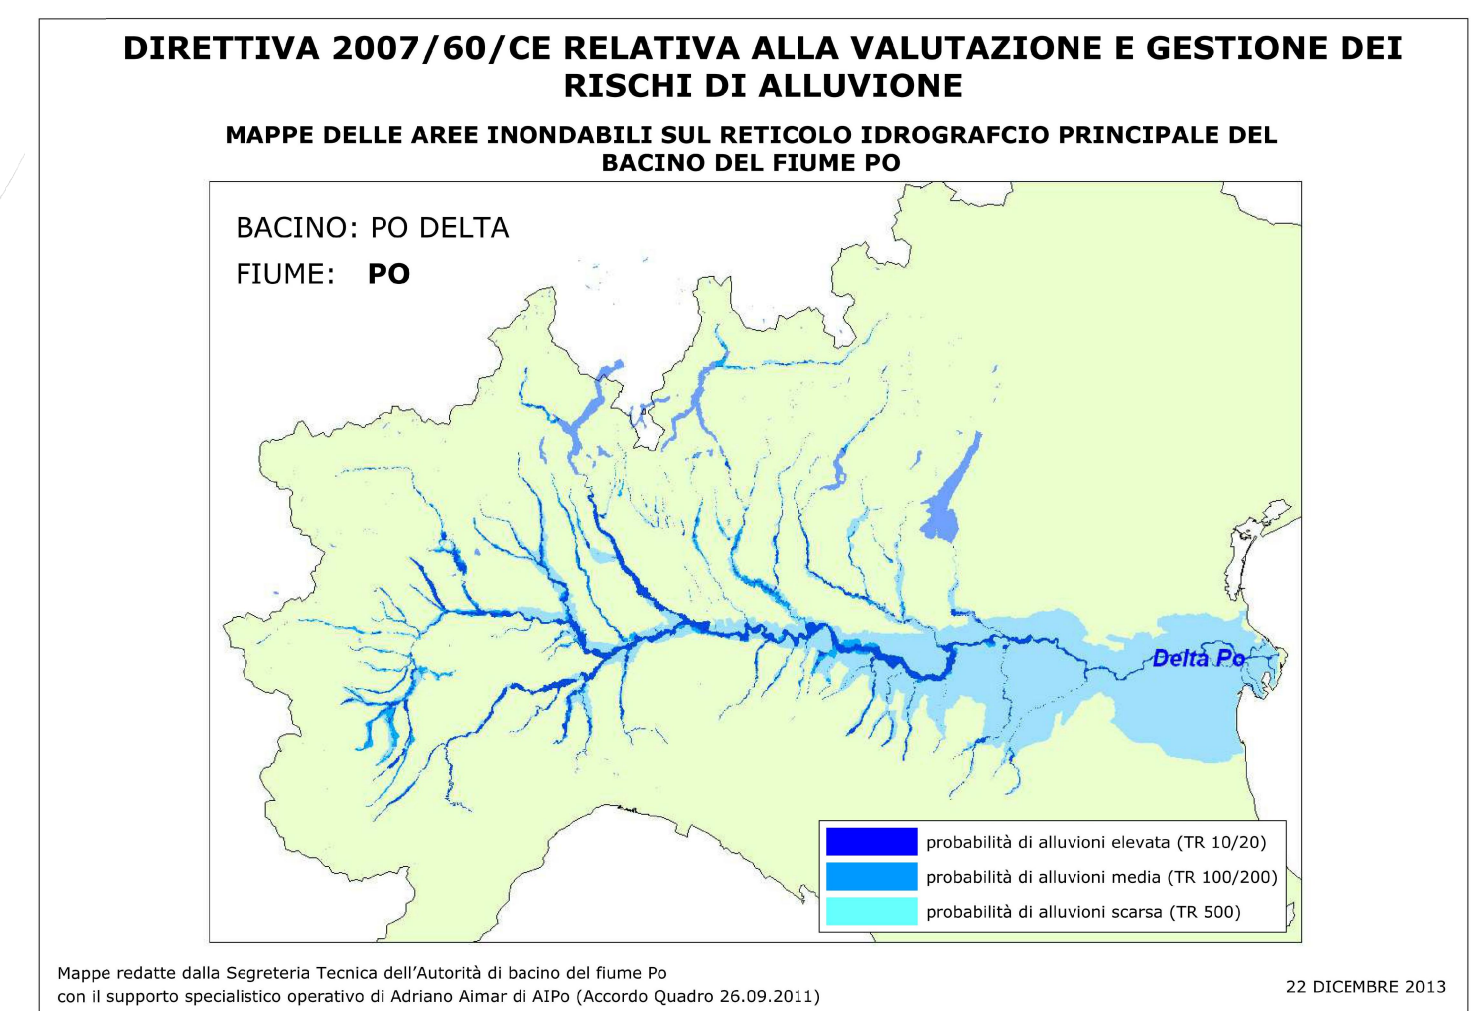 DIRETTIVA 2007/60/CE RELATIVA ALLA VALUTAZIONE E GESTIONE DEI
RISCHI DI ALLUVIONE
MAPPE DELLE AREE INONDABILI SUL RETICOLO IDROGRAFCIO PRINCIPALE DEL
BACINO DEL FIUME PO
BACINO: PO DELTA
FIUME: PO
Delta Po
probabilità di alluvioni elevata (TR 10/20)
probabilità di alluvioni media (TR 100/200)
probabilità di alluvioni scarsa (TR 500)
Mappe redatte dalla Segreteria Tecnica dell'Autorità di bacino del fiume Po
con il supporto specialistico operativo di Adriano Aimar di AIPo (Accordo Quadro 26.09.2011)
22 DICEMBRE 2013